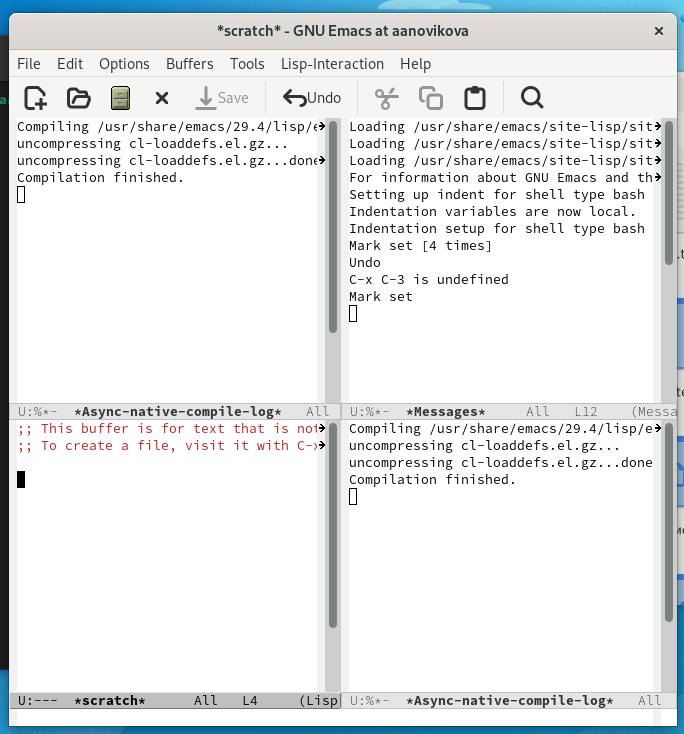 *scratch* - GNU Emacs at aanovikova
File Edit Options Buffers Tools Lisp-Interaction Help
Save Undo
Compiling /usr/share/emacs/29.4/lisp/e
uncompressing cl-loaddefs.el.gz...
uncompressing cl-loaddefs.el.gz...done
Compilation finished.
U:%*- *Async-native-compile-log* All
Loading /usr/share/emacs/site-lisp/sit
Loading /usr/share/emacs/site-lisp/sit
Loading /usr/share/emacs/site-lisp/sit
For information about GNU Emacs and th
Setting up indent for shell type bash
Indentation variables are now local.
Indentation setup for shell type bash
Mark set [4 times]
Undo
C-x C-3 is undefined
Mark set
U:%*- *Messages* All L12 (Messa
;; This buffer is for text that is not
;; To create a file, visit it with C-x
U:--- *scratch* All L4 (Lisp
Compiling /usr/share/emacs/29.4/lisp/e
uncompressing cl-loaddefs.el.gz...
uncompressing cl-loaddefs.el.gz...done
Compilation finished.
U:%*- *Async-native-compile-log* All